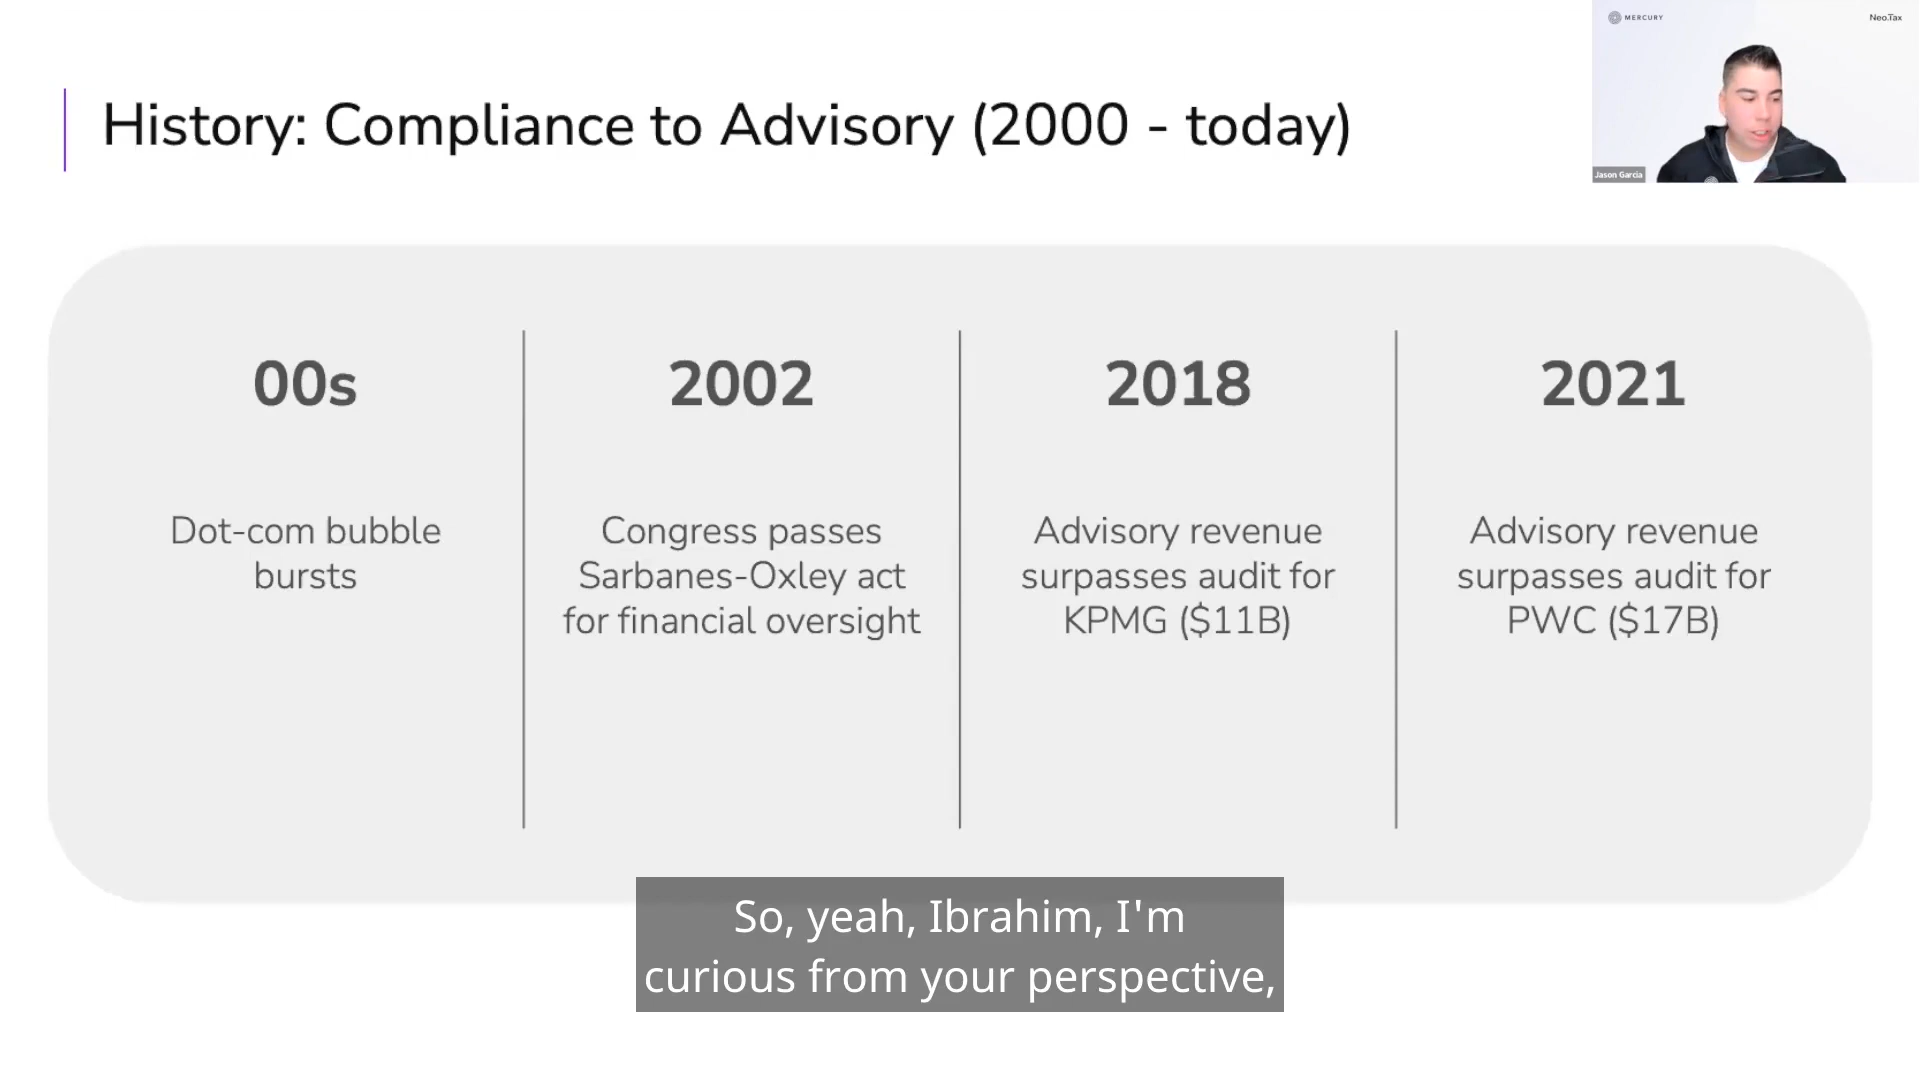 MERCURY
Neo.Tax
Jason Garcia
History: Compliance to Advisory (2000 - today)
00s
Dot-com bubble
bursts
2002
Congress passes
Sarbanes-Oxley act
for financial oversight
2018
Advisory revenue
surpasses audit for
KPMG ($11B)
2021
Advisory revenue
surpasses audit for
PWC ($17B)
So, yeah, Ibrahim, I'm
curious from your perspective,